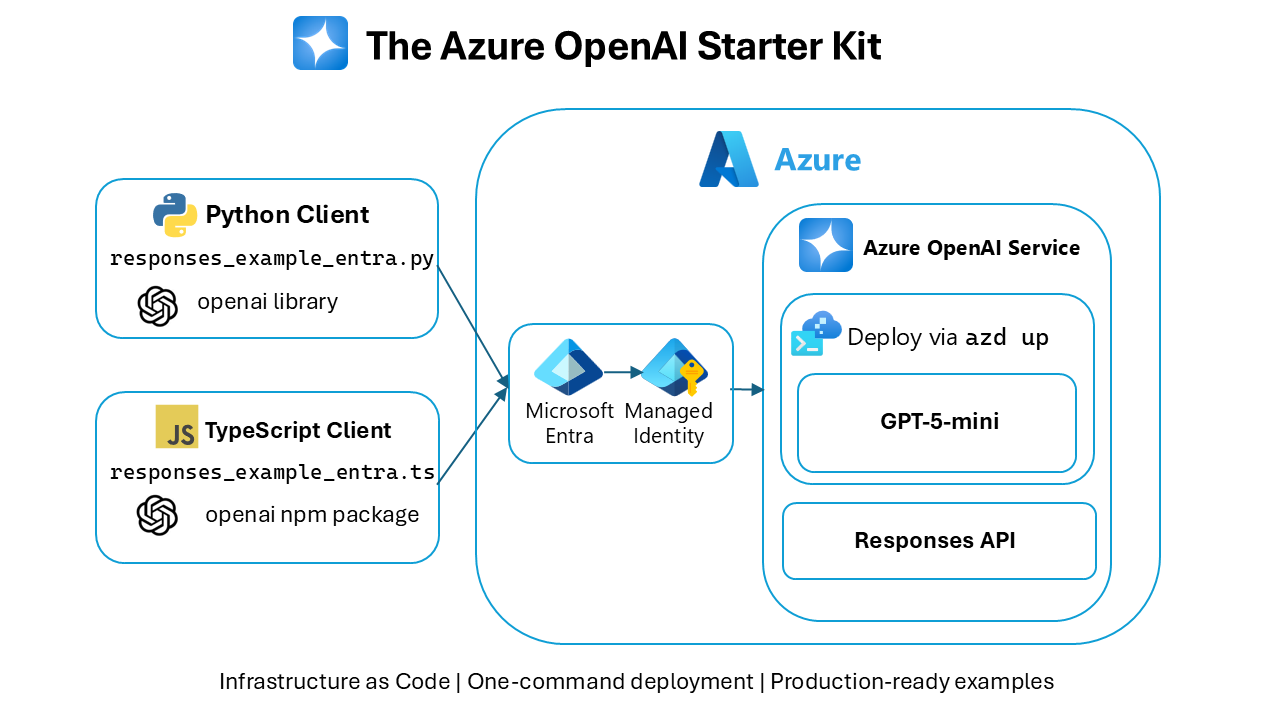 The Azure OpenAI Starter Kit
Azure
Python Client
responses_example_entra.py
openai library
TypeScript Client
JS
responses_example_entra.ts
openai npm package
Microsoft
Entra
Managed
Identity
Azure OpenAI Service
Deploy via azd up
GPT-5-mini
Responses API
Infrastructure as Code | One-command deployment | Production-ready examples